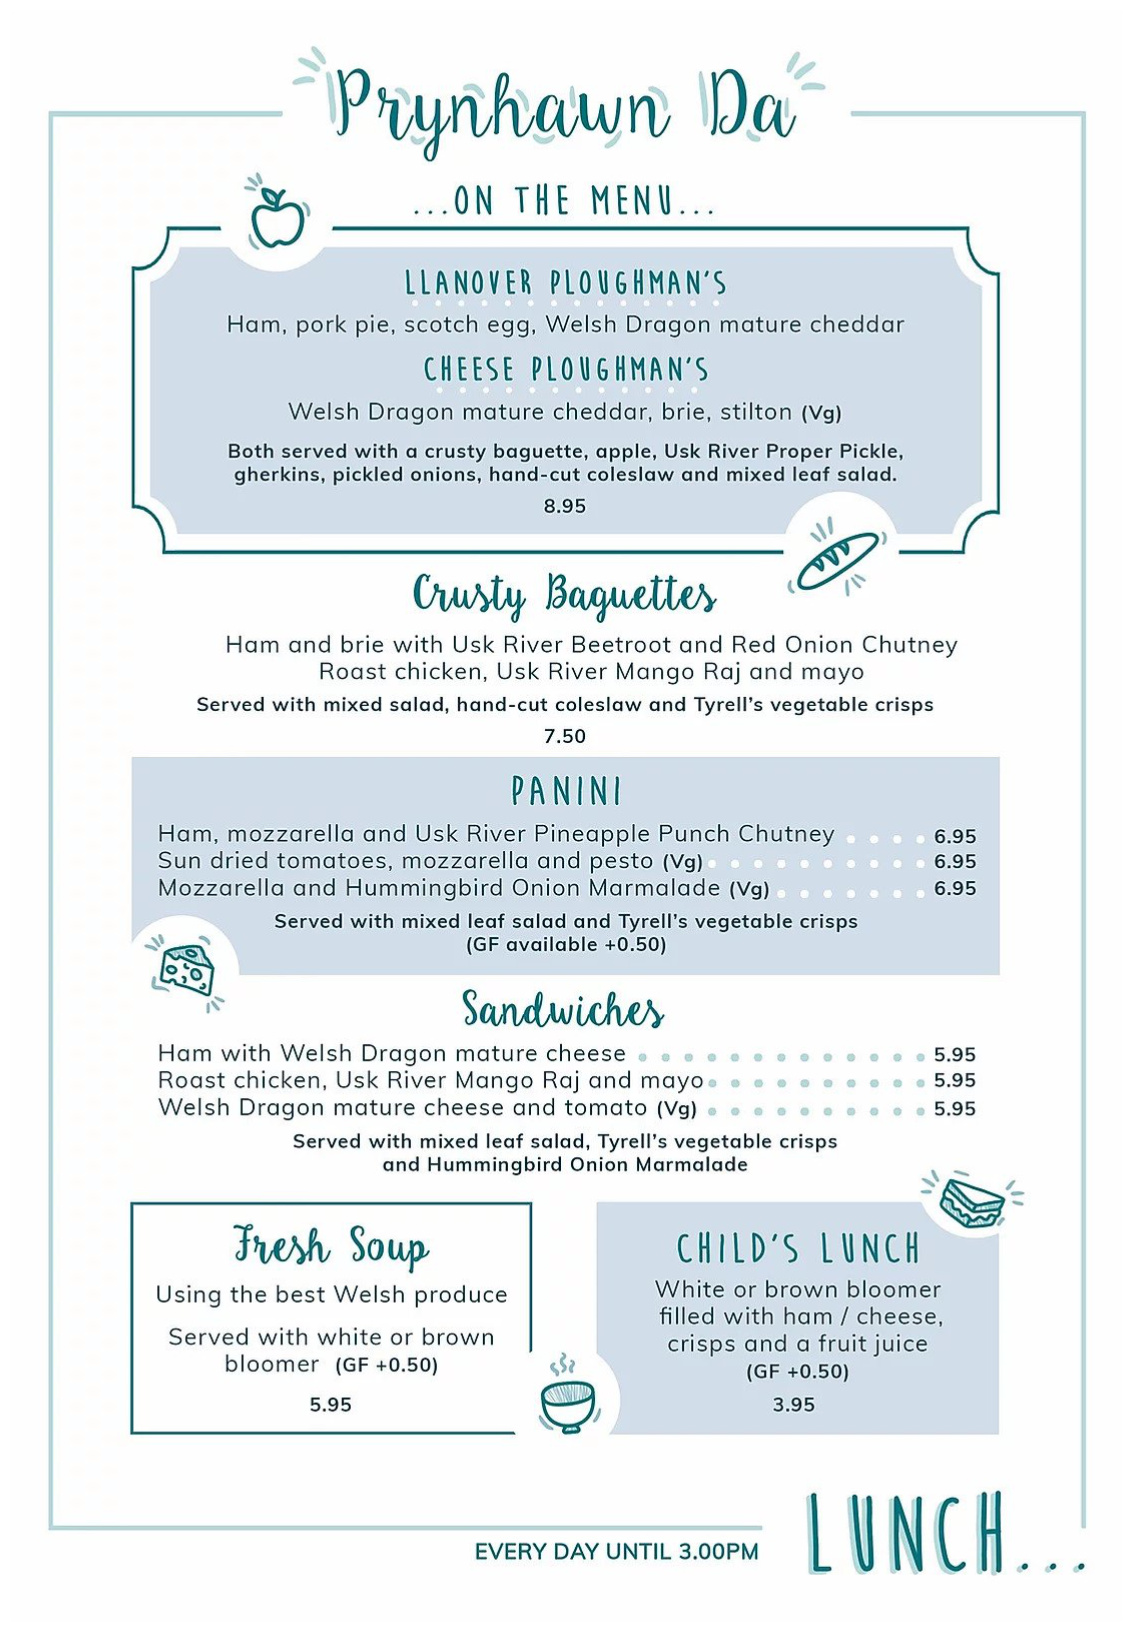 Prynhawn Da
...ON THE MENU...
LLANOVER PLOUGHMAN'S
Ham, pork pie, scotch egg, Welsh Dragon mature cheddar
CHEESE PLOUGHMAN'S
Welsh Dragon mature cheddar, brie, stilton (Vg)
Both served with a crusty baguette, apple, Usk River Proper Pickle,
gherkins, pickled onions, hand-cut coleslaw and mixed leaf salad.
8.95
Crusty Baguettes
Ham and brie with Usk River Beetroot and Red Onion Chutney
Roast chicken, Usk River Mango Raj and mayo
Served with mixed salad, hand-cut coleslaw and Tyrell's vegetable crisps
7.50
PANINI
Ham, mozzarella and Usk River Pineapple Punch Chutney . . . . 6.95
Sun dried tomatoes, mozzarella and pesto (Vg) . . . . . . . . . . 6.95
Mozzarella and Hummingbird Onion Marmalade (Vg) . . . . . . . 6.95
Served with mixed leaf salad and Tyrell's vegetable crisps
(GF available +0.50)
Sandwiches
Ham with Welsh Dragon mature cheese . . . . . . . . . . . . . 5.95
Roast chicken, Usk River Mango Raj and mayo . . . . . . . . . . 5.95
Welsh Dragon mature cheese and tomato (Vg) . . . . . . . . . . 5.95
Served with mixed leaf salad, Tyrell's vegetable crisps
and Hummingbird Onion Marmalade
Fresh Soup
Using the best Welsh produce
Served with white or brown
bloomer (GF +0.50)
5.95
CHILD'S LUNCH
White or brown bloomer
filled with ham / cheese,
crisps and a fruit juice
(GF +0.50)
3.95
EVERY DAY UNTIL 3.00PM
LUNCH...